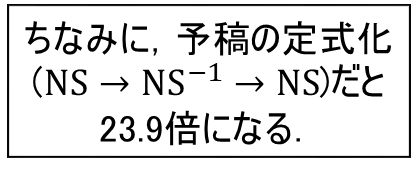 ちなみに，予稿の定式化
（NS → NS⁻¹ → NS)だと
23.9倍になる．